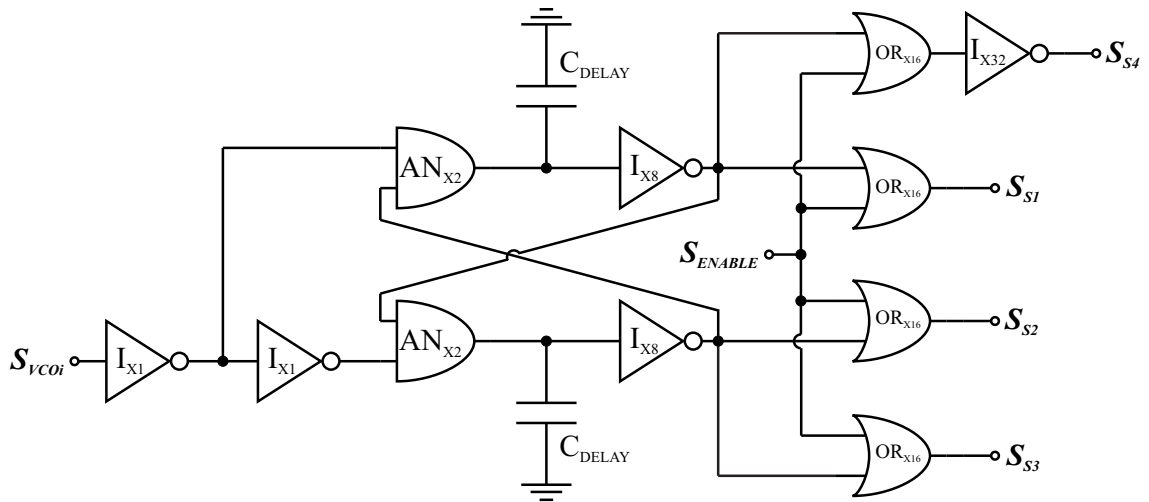 C_DELAY
OR_X16
I_X32
S_S4
AN_X2
I_X8
OR_X16
S_S1
S_ENABLE
AN_X2
I_X8
OR_X16
S_S2
S_VCOi
I_X1
I_X1
C_DELAY
OR_X16
S_S3